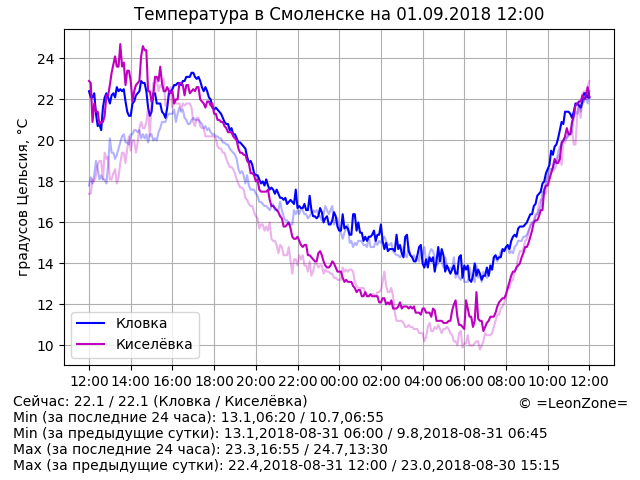 Температура в Смоленске на 01.09.2018 12:00
градусов Цельсия, °C
24
22
20
18
16
14
12
10
Кловка
Киселёвка
12:00 14:00 16:00 18:00 20:00 22:00 00:00 02:00 04:00 06:00 08:00 10:00 12:00
Сейчас: 22.1 / 22.1 (Кловка / Киселёвка)
© =LeonZone=
Min (за последние 24 часа): 13.1,06:20 / 10.7,06:55
Min (за предыдущие сутки): 13.1,2018-08-31 06:00 / 9.8,2018-08-31 06:45
Max (за последние 24 часа): 23.3,16:55 / 24.7,13:30
Max (за предыдущие сутки): 22.4,2018-08-31 12:00 / 23.0,2018-08-30 15:15